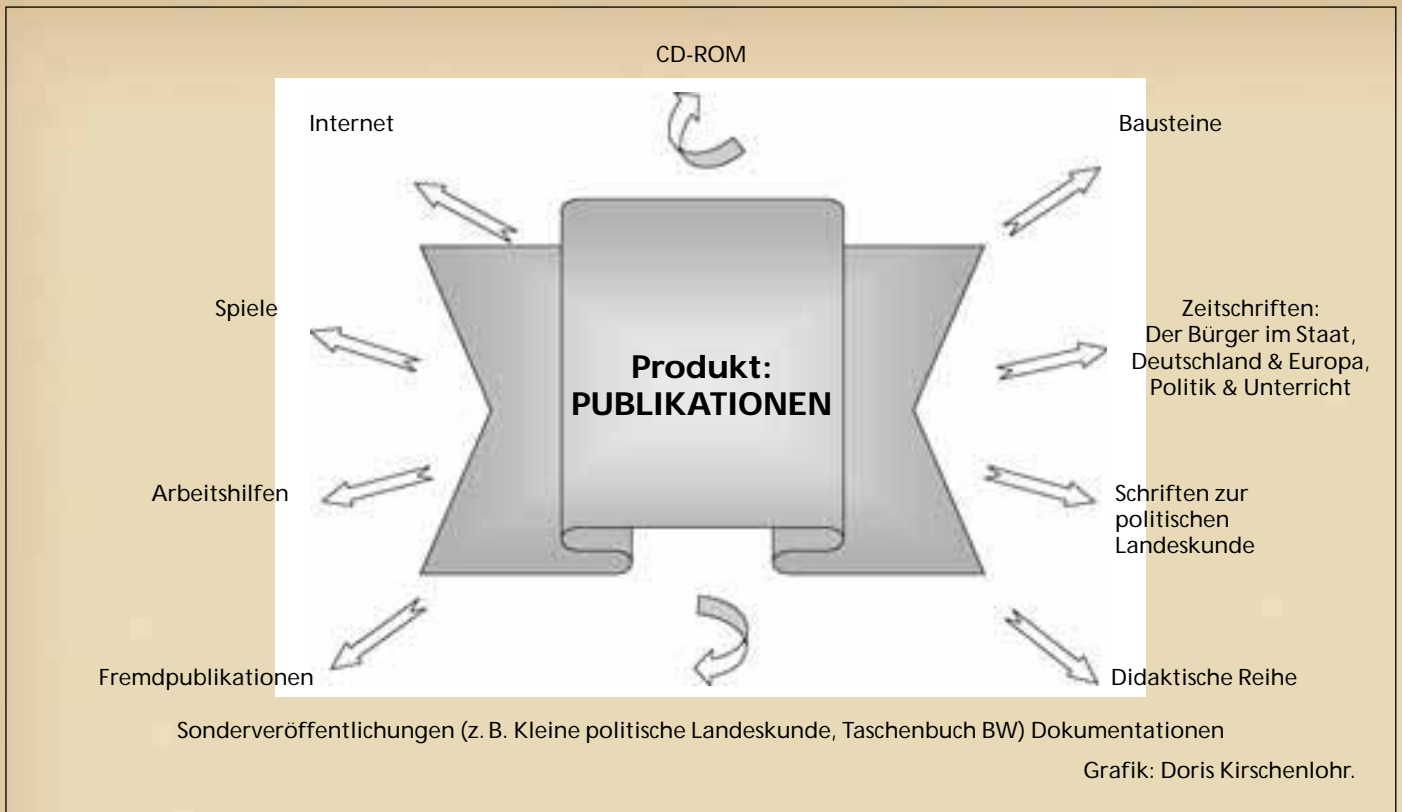 CD-ROM
Internet
Bausteine
Spiele
Zeitschriften:
Der Bürger im Staat,
Deutschland & Europa,
Politik & Unterricht
Produkt:
PUBLIKATIONEN
Arbeitshilfen
Schriften zur
politischen
Landeskunde
Fremdpublikationen
Didaktische Reihe
Sonderveröffentlichungen (z. B. Kleine politische Landeskunde, Taschenbuch BW) Dokumentationen
Grafik: Doris Kirschenlohr.